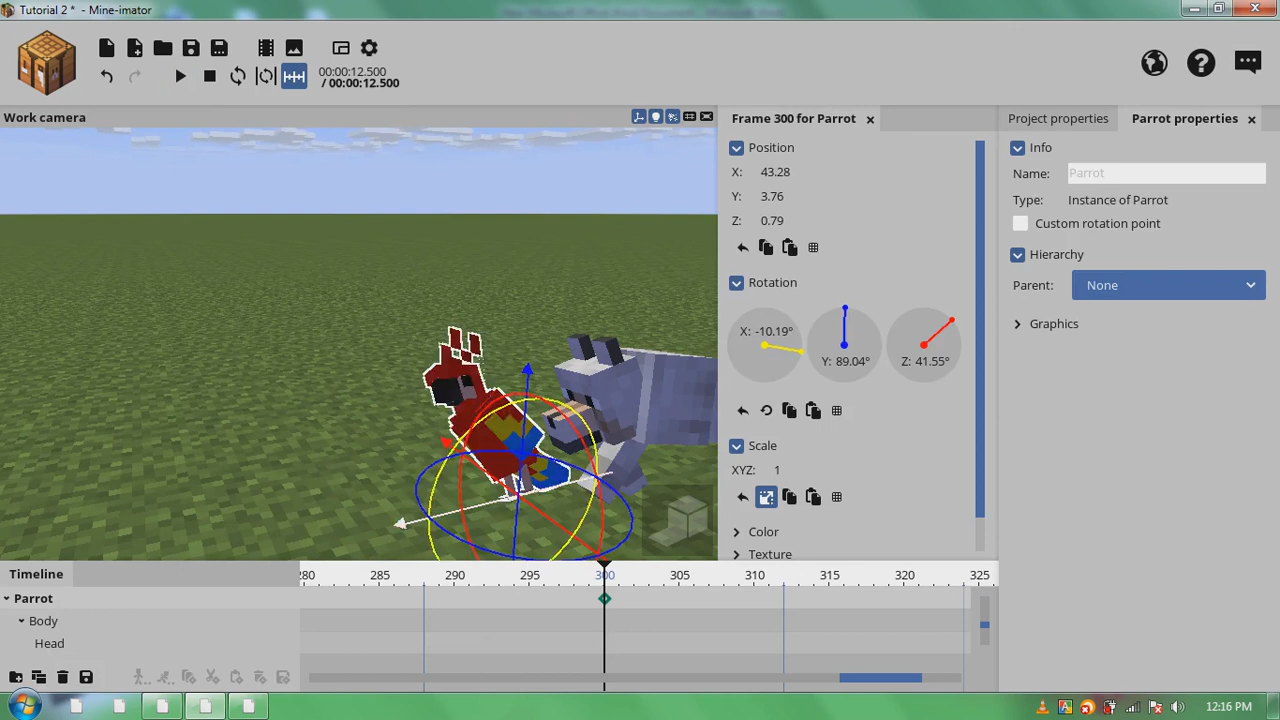 Tutorial 2 * - Mine-imator
00:00:12.500
/ 00:00:12.500
Work camera
Frame 300 for Parrot
Position
X: 43.28
Y: 3.76
Z: 0.79
Rotation
X: -10.19°
Y: 89.04°
Z: 41.55°
Scale
XYZ: 1
Color
Texture
Project properties
Parrot properties
Info
Name: Parrot
Type: Instance of Parrot
Custom rotation point
Hierarchy
Parent: None
Graphics
Timeline
280 285 290 295 300 305 310 315 320 325
Parrot
Body
Head
12:16 PM